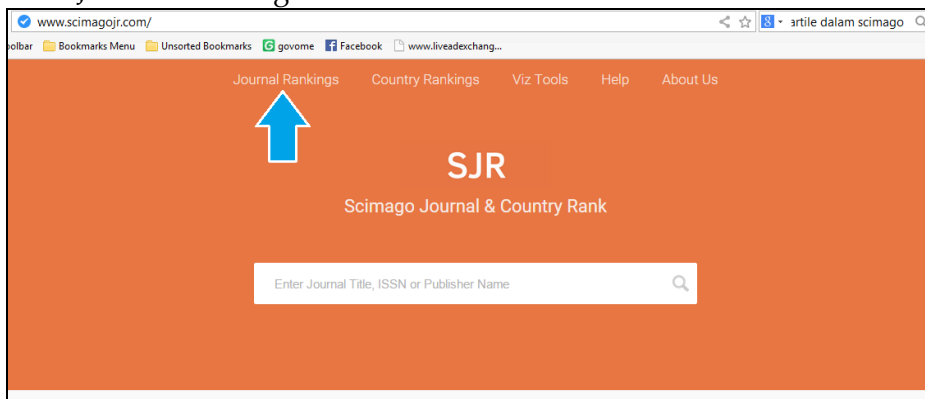 www.scimagojr.com/
artile dalam scimago
Bookmarks Menu Unsorted Bookmarks govome Facebook www.liveadexchang...
Journal Rankings Country Rankings Viz Tools Help About Us
SJR
Scimago Journal & Country Rank
Enter Journal Title, ISSN or Publisher Name